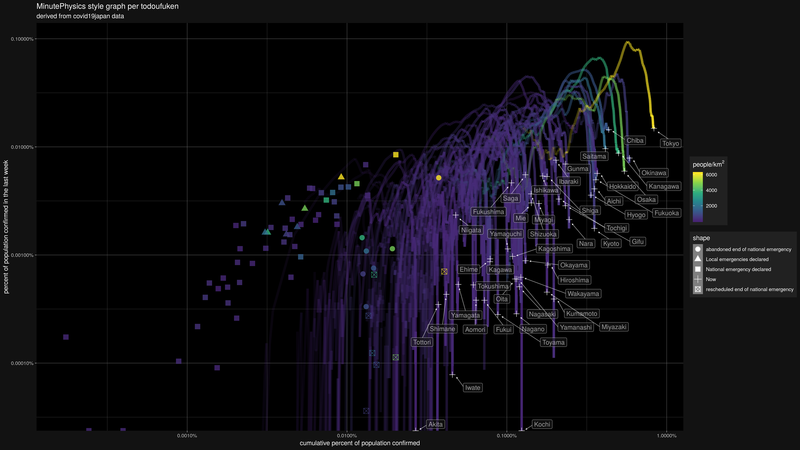 MinutePhysics style graph per todoufuken
derived from covid19japan data
percent of population confirmed in the last week
0.10000%
0.01000%
0.00100%
0.00010%
Chiba
Tokyo
Saitama
Gunma
Okinawa
Ibaraki
Hokkaido
Kanagawa
Ishikawa
Saga
Aichi
Osaka
Fukushima
Mie
Miyagi
Shiga
Hyogo
Fukuoka
Niigata
Yamaguchi
Shizuoka
Tochigi
Nara
Kyoto
Gifu
Kagoshima
Ehime
Kagawa
Okayama
Tokushima
Hiroshima
Oita
Wakayama
Yamagata
Nagasaki
Kumamoto
Shimane
Aomori
Fukui
Nagano
Yamanashi
Miyazaki
Tottori
Toyama
Iwate
Akita
Kochi
0.0010%
0.0100%
0.1000%
1.0000%
cumulative percent of population confirmed
people/km²
6000
4000
2000
shape
abandoned end of national emergency
Local emergencies declared
National emergency declared
Now
rescheduled end of national emergency